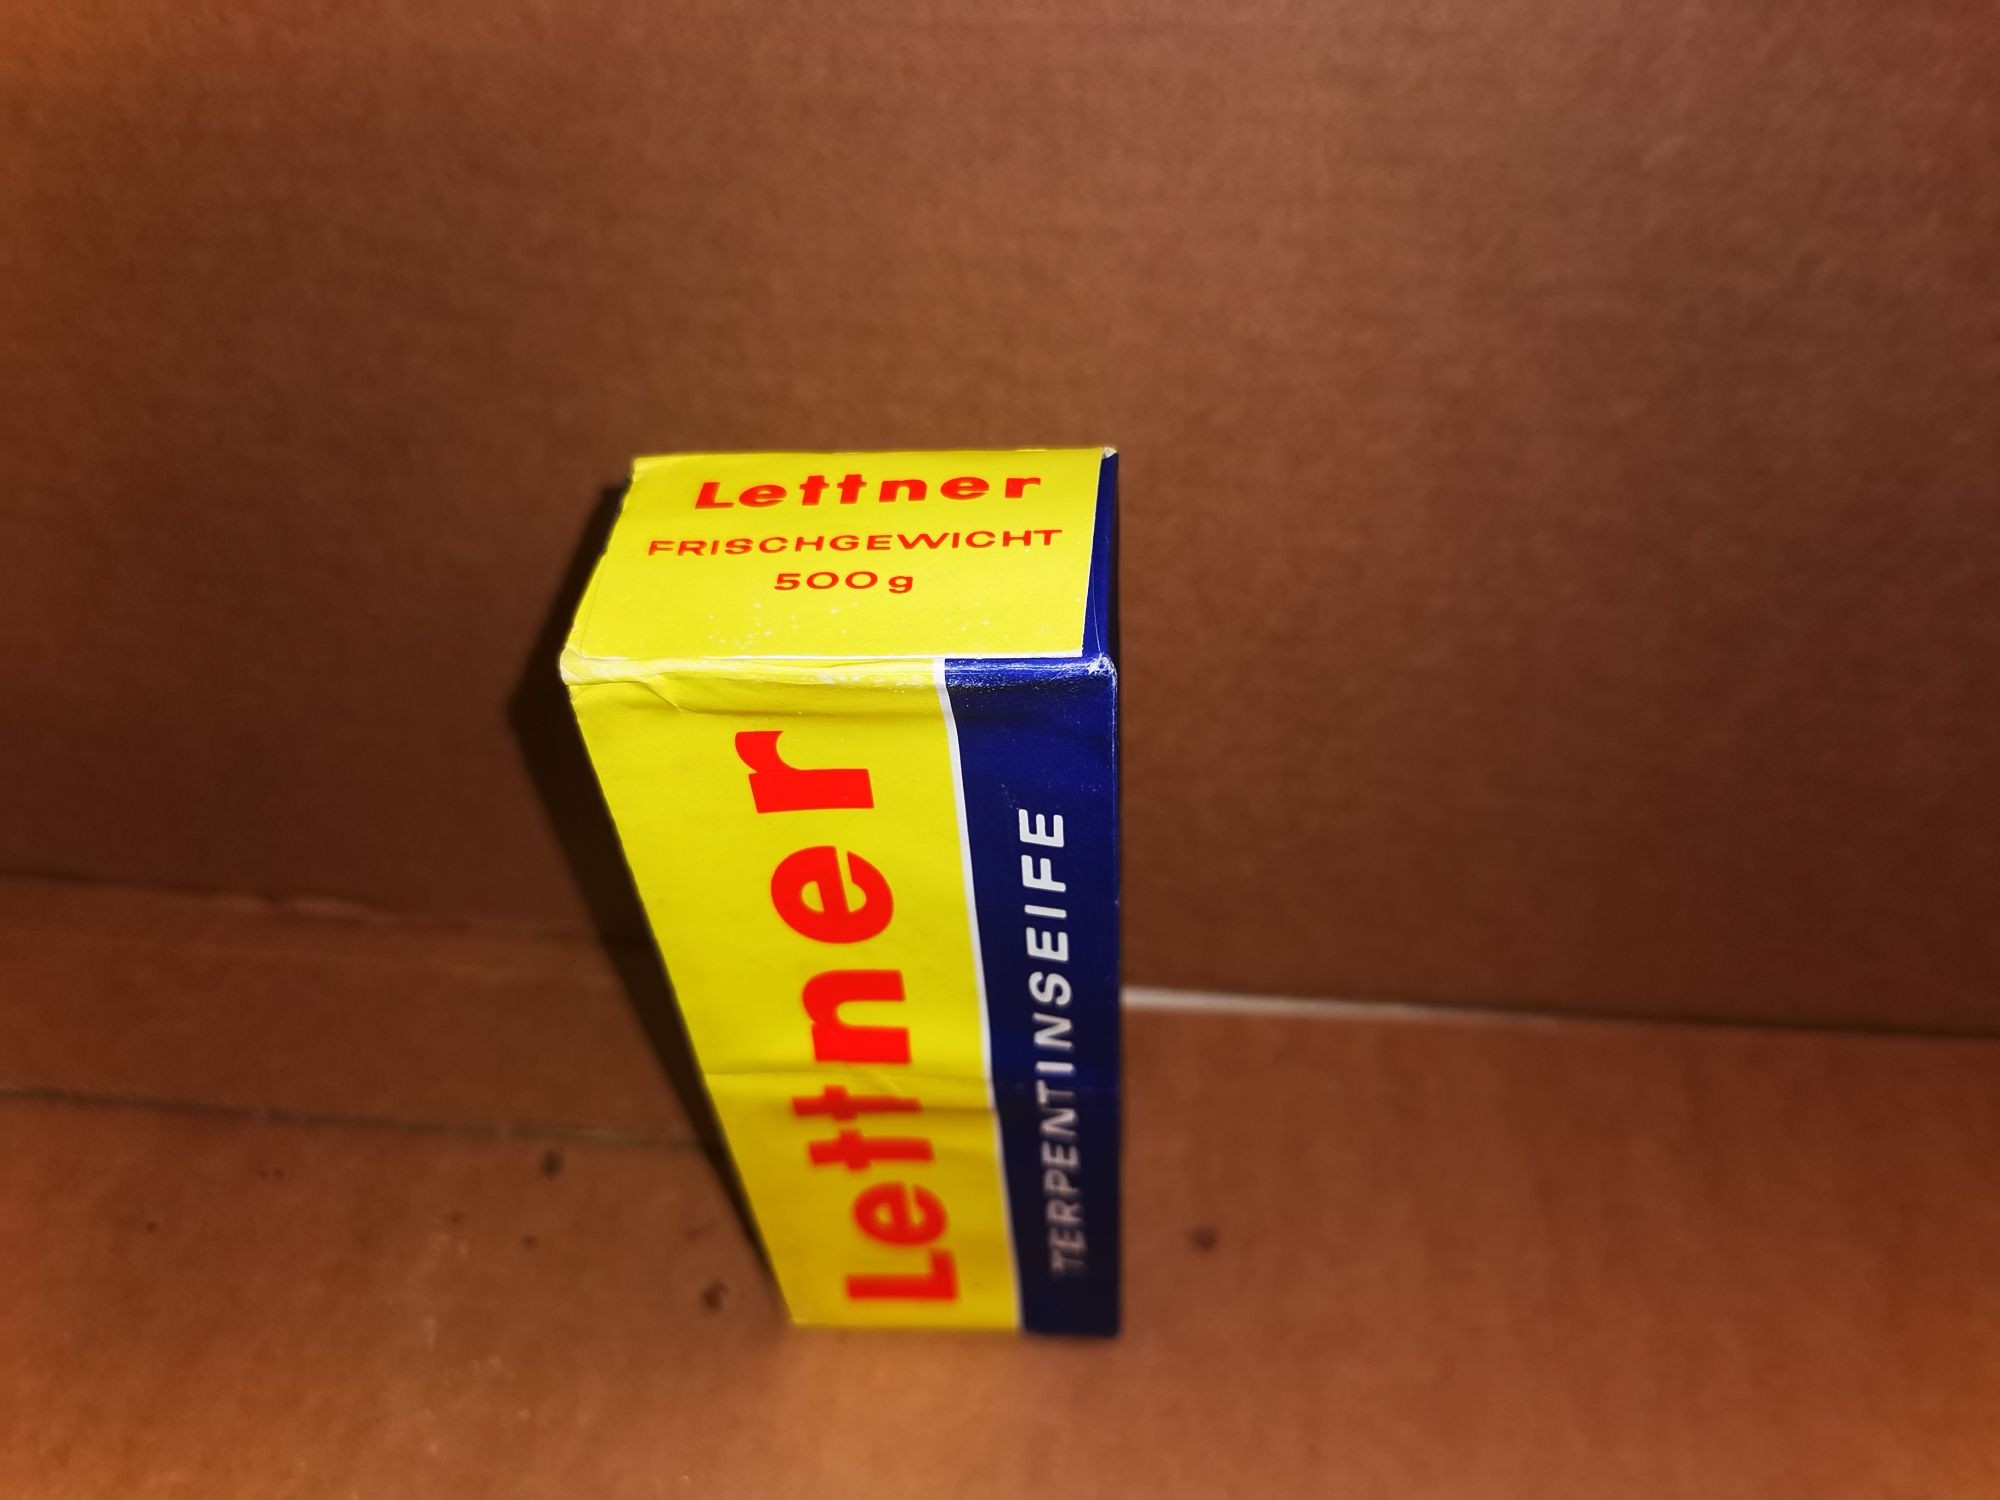 Lettner
FRISCHGEWICHT
500g
Lettner
TERPENTINSEIFE